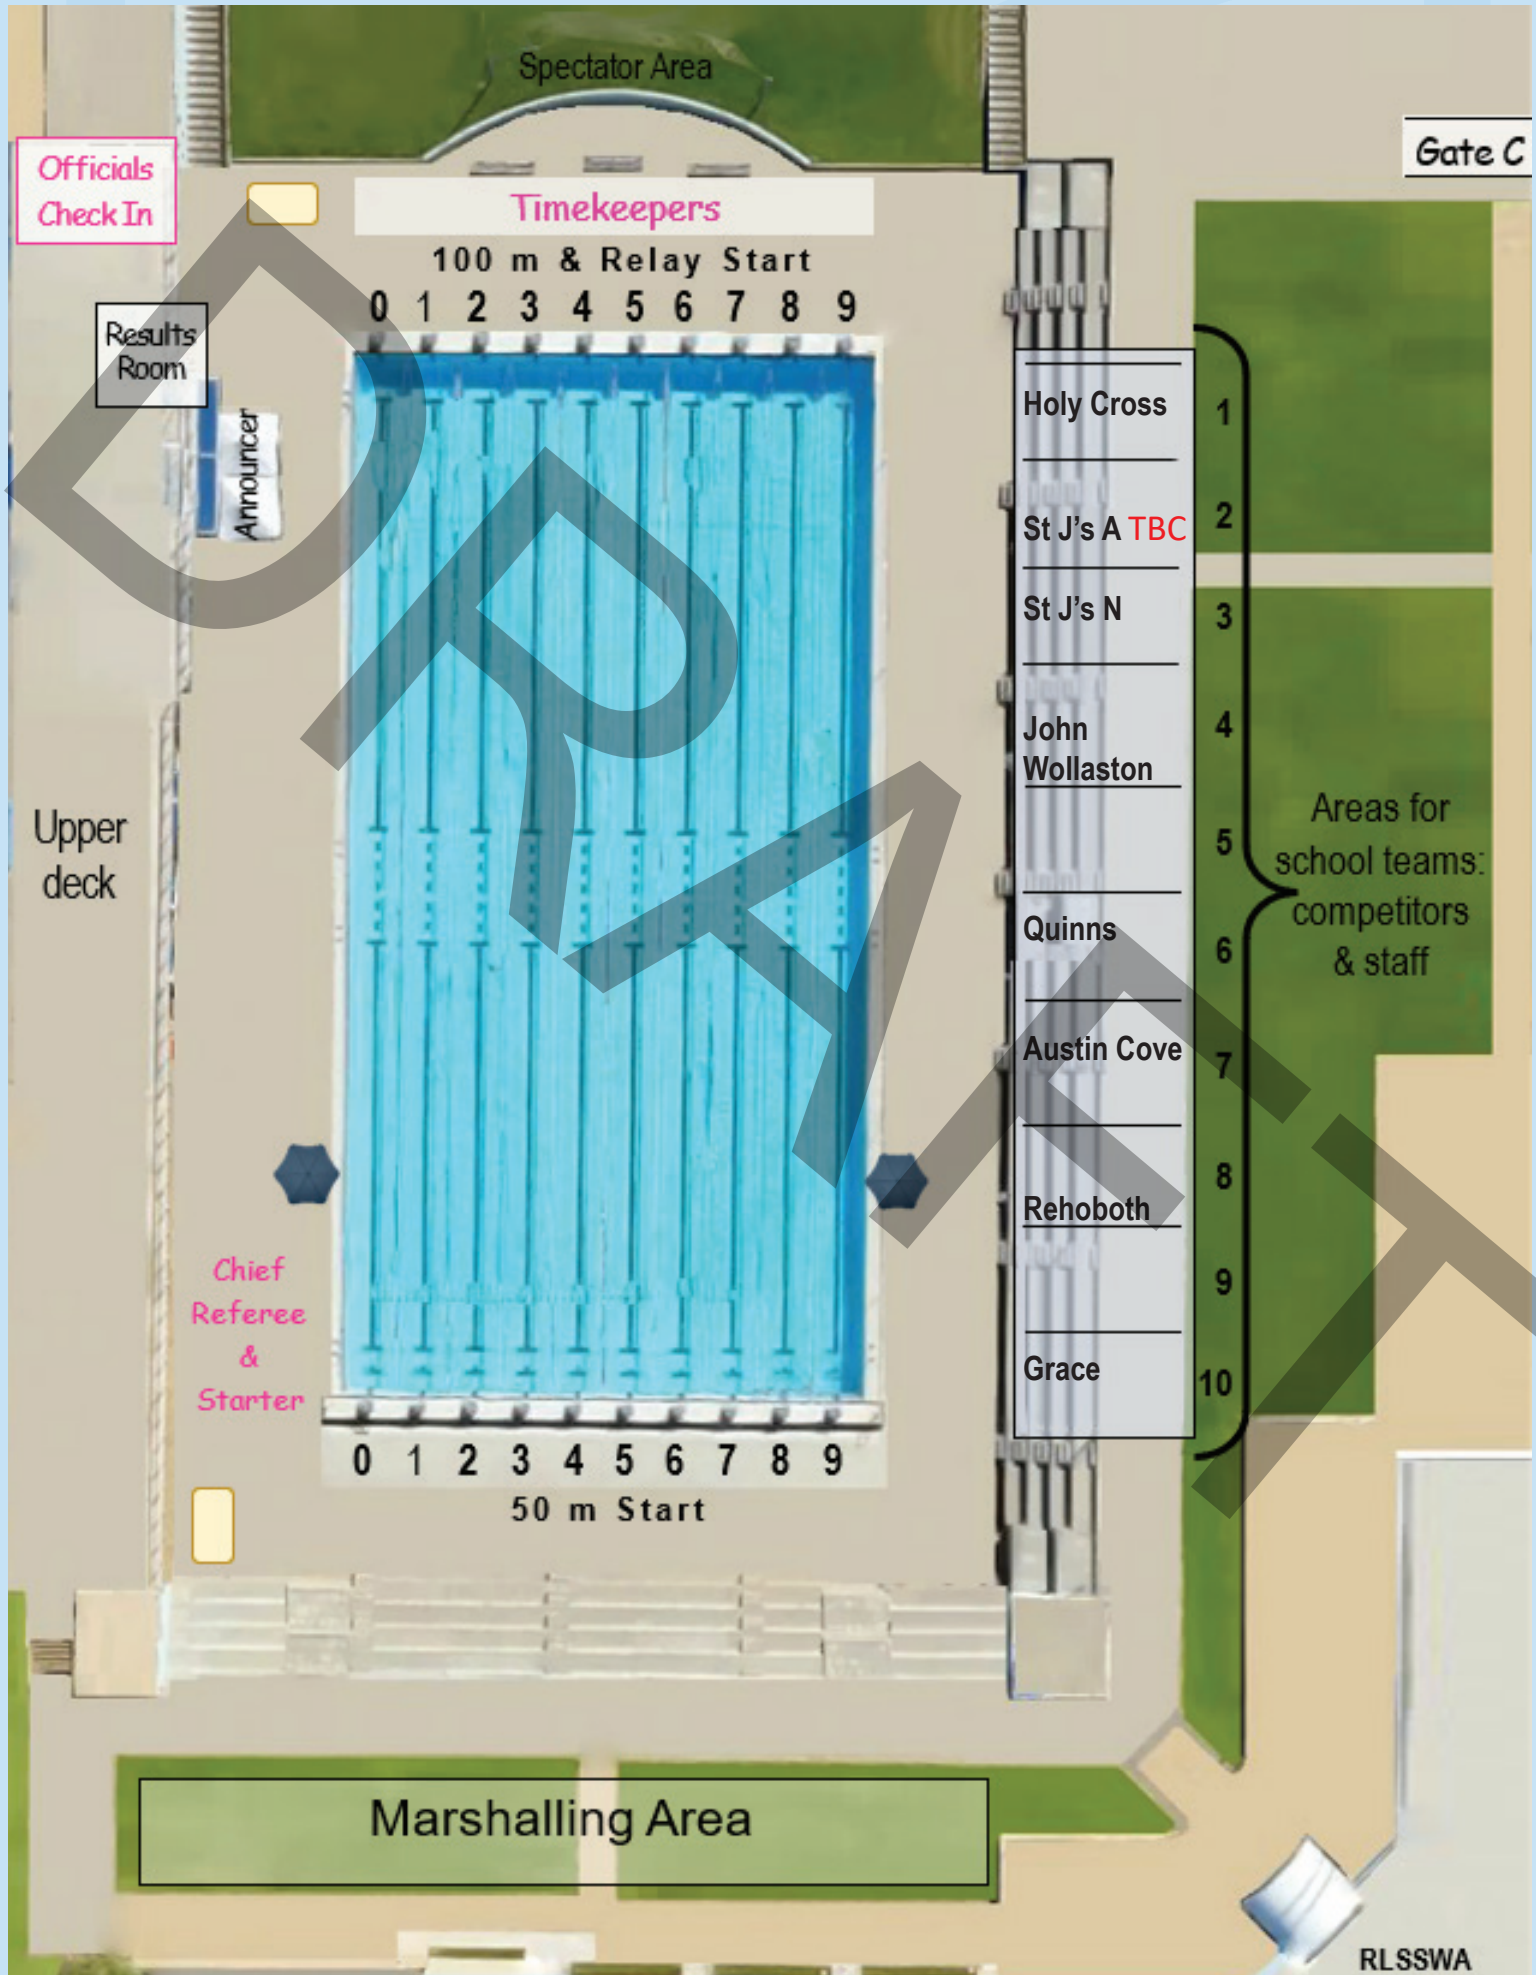 Spectator Area
Gate C
Officials
Check In
Timekeepers
100 m & Relay Start
0 1 2 3 4 5 6 7 8 9
Results
Room
Announcer
Holy Cross
1
St J's A TBC
2
St J's N
3
John
Wollaston
4
5
Quinns
6
Austin Cove
7
Rehoboth
8
9
Grace
10
Areas for
school teams:
competitors
& staff
Upper
deck
Chief
Referee
&
Starter
0 1 2 3 4 5 6 7 8 9
50 m Start
Marshalling Area
RLSSWA
DRAFT